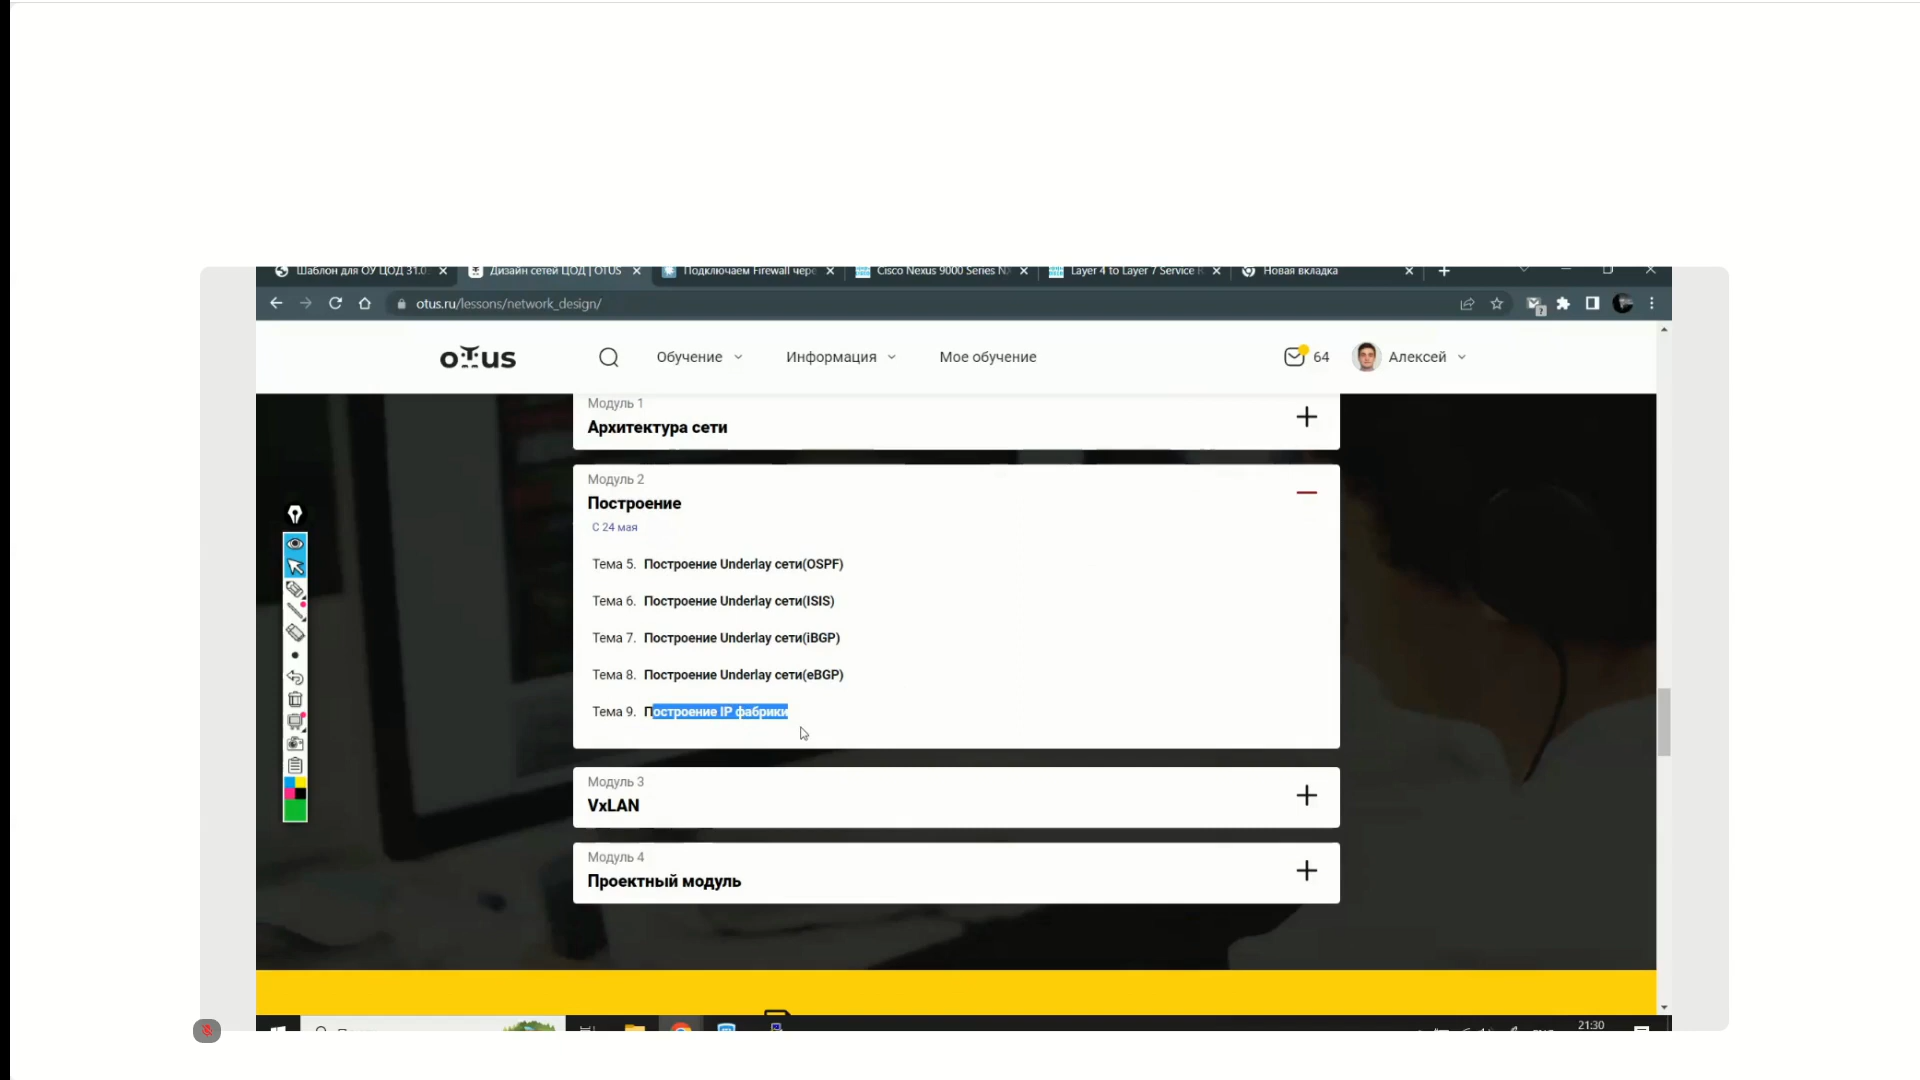 Шаблон для ОУ ЦОД 31.0
Дизайн сетей ЦОД | OTUS
Подключаем Firewall чере
Cisco Nexus 9000 Series N
Layer 4 to Layer 7 Service
Новая вкладка
otus.ru/lessons/network_design/
OTUS
Обучение
Информация
Мое обучение
64
Алексей
Модуль 1
Архитектура сети
Модуль 2
Построение
С 24 мая
Тема 5. Построение Underlay сети(OSPF)
Тема 6. Построение Underlay сети(ISIS)
Тема 7. Построение Underlay сети(iBGP)
Тема 8. Построение Underlay сети(eBGP)
Тема 9. Построение IP фабрики
Модуль 3
VxLAN
Модуль 4
Проектный модуль
21:30